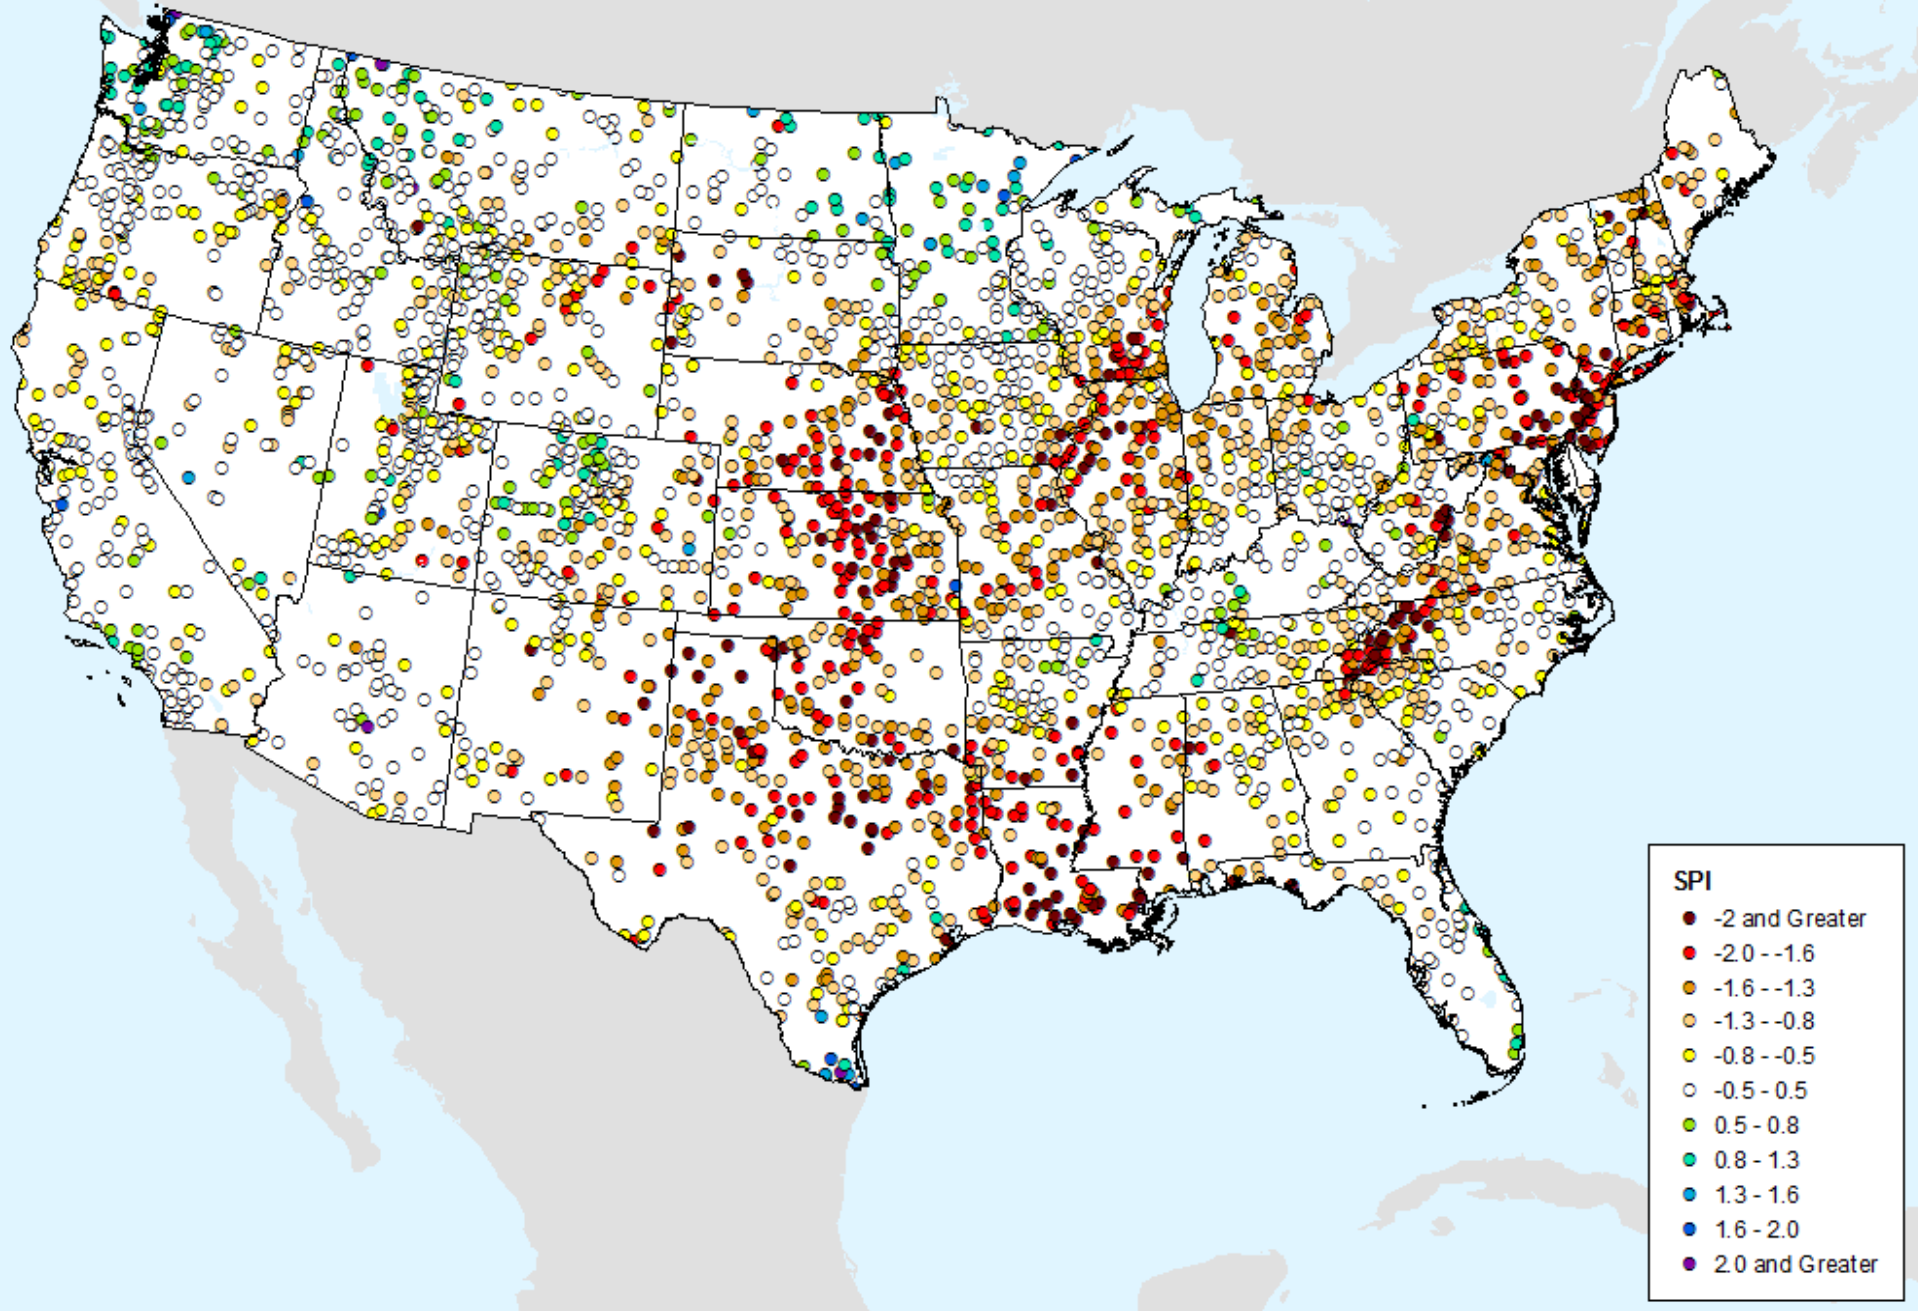 SPI
-2 and Greater
-2.0 - -1.6
-1.6 - -1.3
-1.3 - -0.8
-0.8 - -0.5
-0.5 - 0.5
0.5 - 0.8
0.8 - 1.3
1.3 - 1.6
1.6 - 2.0
2.0 and Greater